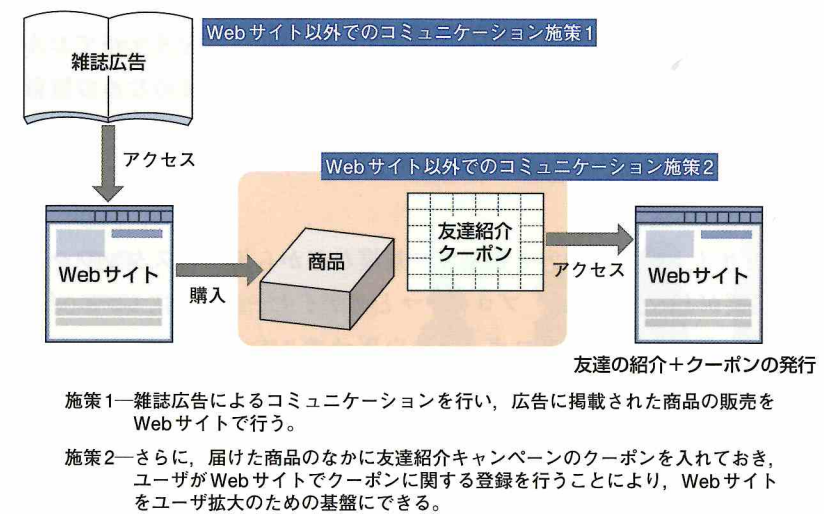 Webサイト以外でのコミュニケーション施策1
雑誌広告
アクセス
Webサイト以外でのコミュニケーション施策2
Webサイト
購入
商品
友達紹介
クーポン
アクセス
Webサイト
友達の紹介＋クーポンの発行
施策1―雑誌広告によるコミュニケーションを行い，広告に掲載された商品の販売を
Webサイトで行う。
施策2―さらに，届けた商品のなかに友達紹介キャンペーンのクーポンを入れておき，
ユーザがWebサイトでクーポンに関する登録を行うことにより，Webサイト
をユーザ拡大のための基盤にできる。